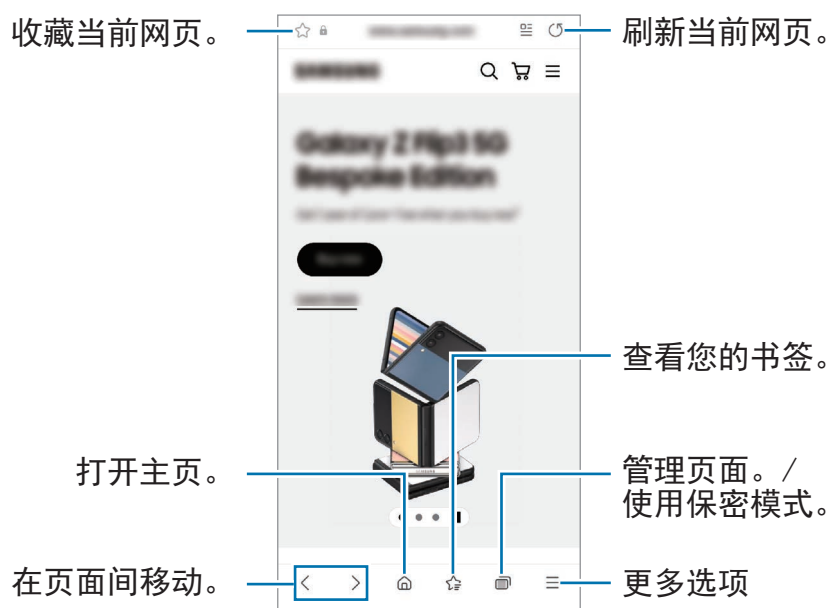 收藏当前网页。
刷新当前网页。
查看您的书签。
打开主页。
管理页面。/
使用保密模式。
在页面间移动。
更多选项